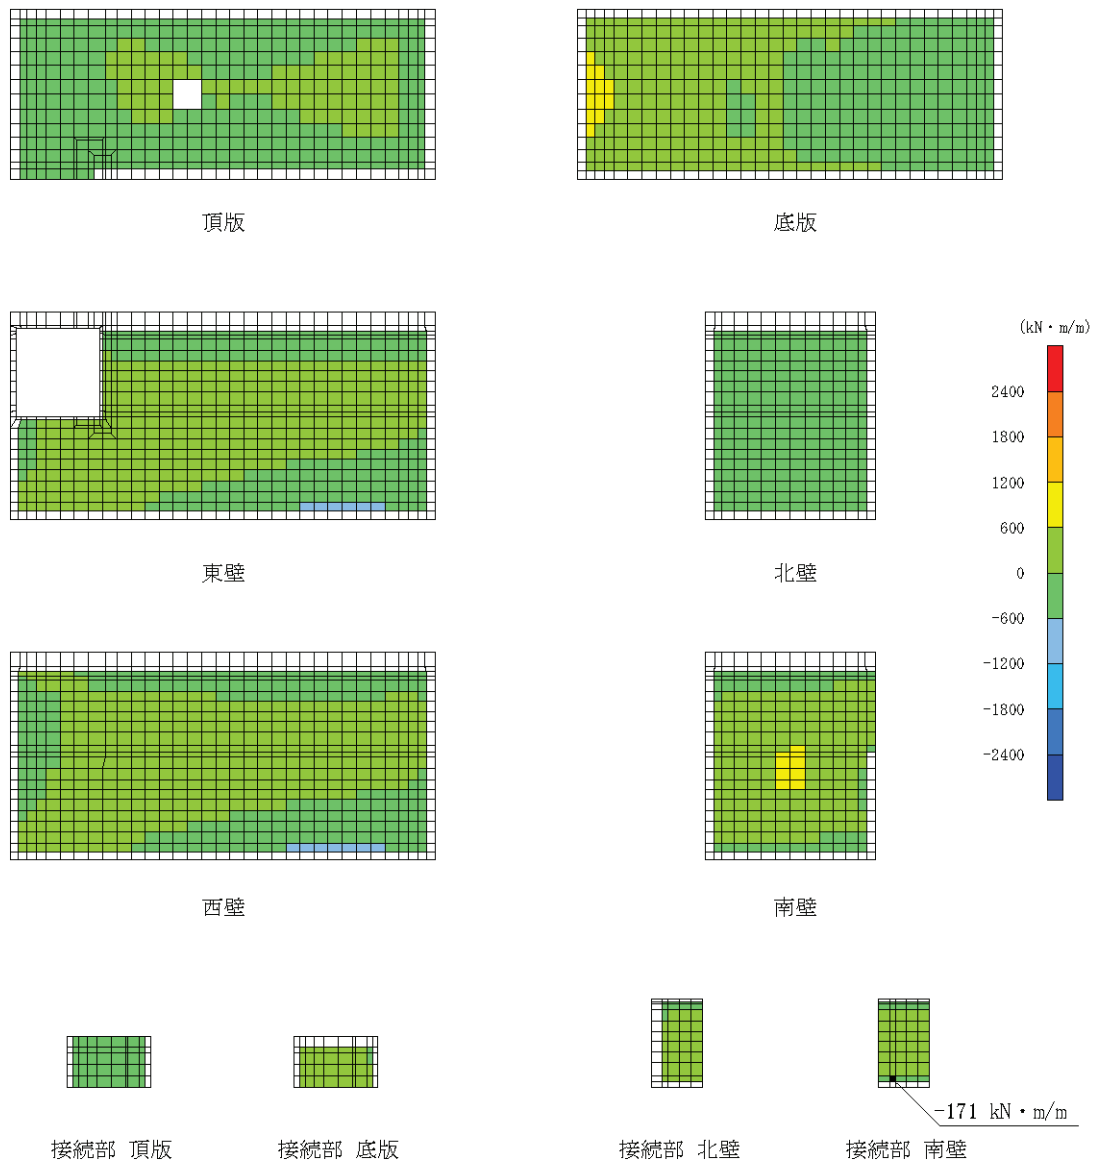 頂版
底版
東壁
北壁
(kN・m/m)
2400
1800
1200
600
0
-600
-1200
-1800
-2400
西壁
南壁
-171 kN・m/m
接続部 頂版
接続部 底版
接続部 北壁
接続部 南壁